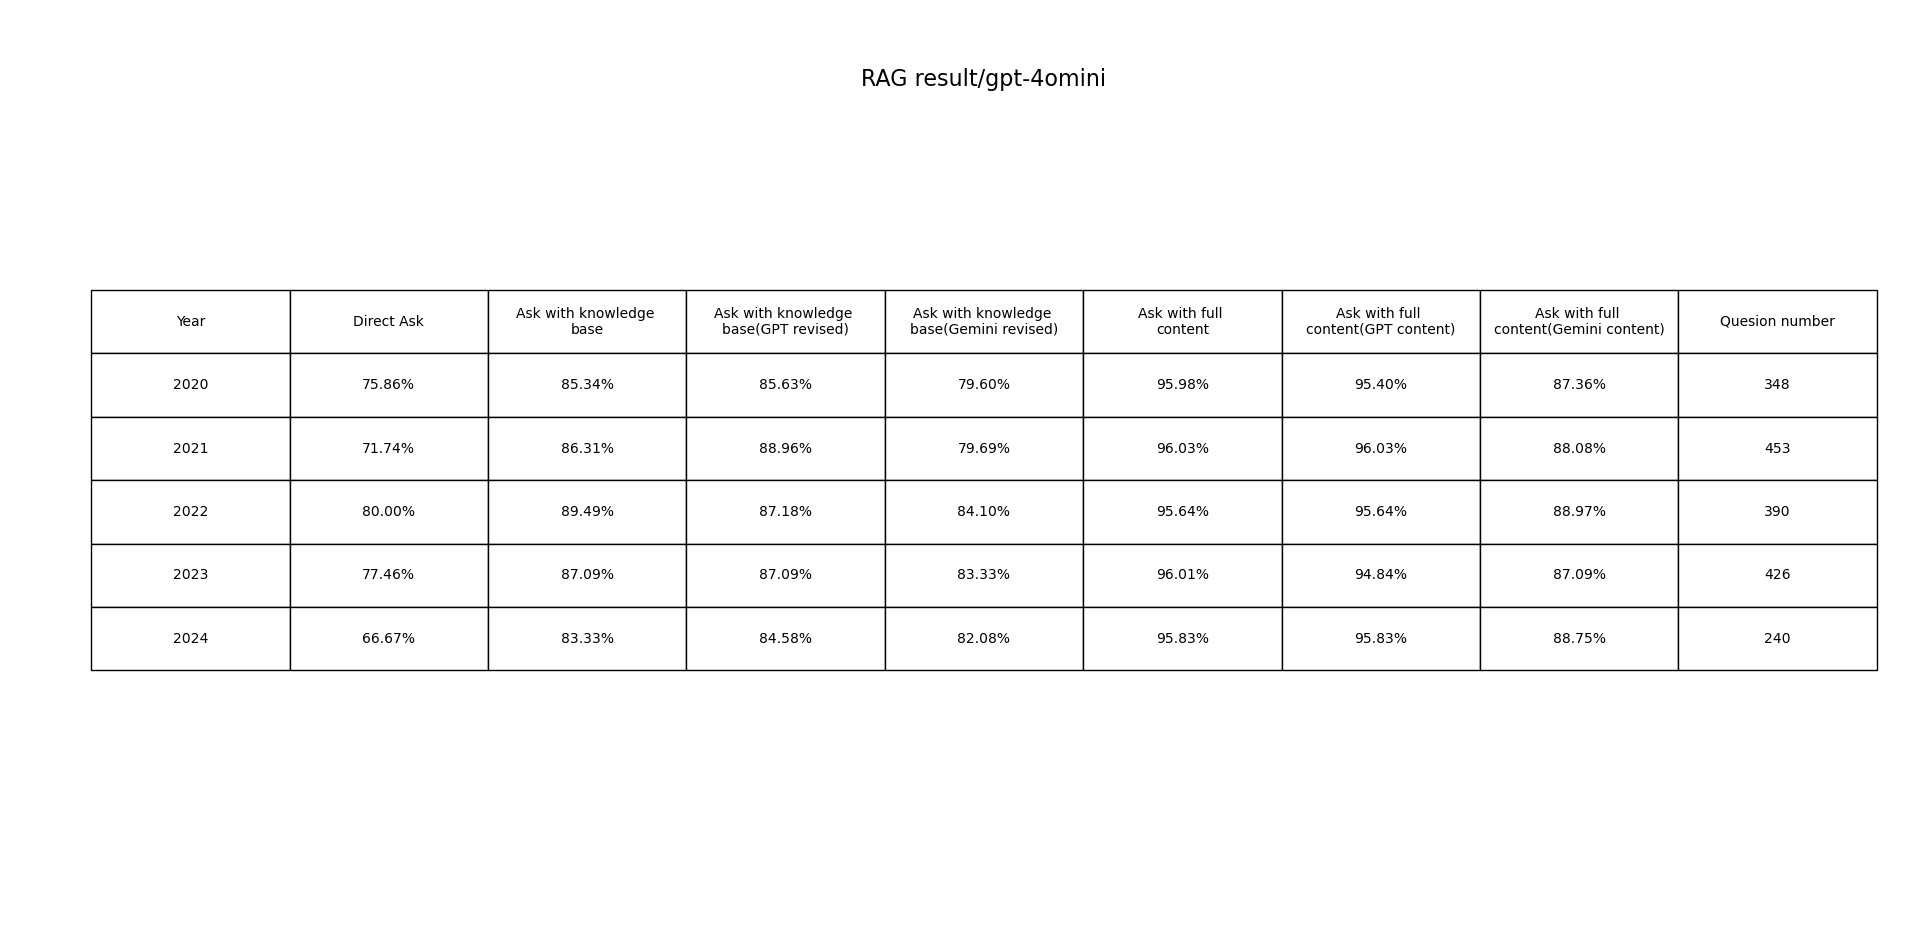 RAG result/gpt-4omini
Year Direct Ask Ask with knowledge base Ask with knowledge base(GPT revised) Ask with knowledge base(Gemini revised) Ask with full content Ask with full content(GPT content) Ask with full content(Gemini content) Quesion number
2020 75.86% 85.34% 85.63% 79.60% 95.98% 95.40% 87.36% 348
2021 71.74% 86.31% 88.96% 79.69% 96.03% 96.03% 88.08% 453
2022 80.00% 89.49% 87.18% 84.10% 95.64% 95.64% 88.97% 390
2023 77.46% 87.09% 87.09% 83.33% 96.01% 94.84% 87.09% 426
2024 66.67% 83.33% 84.58% 82.08% 95.83% 95.83% 88.75% 240